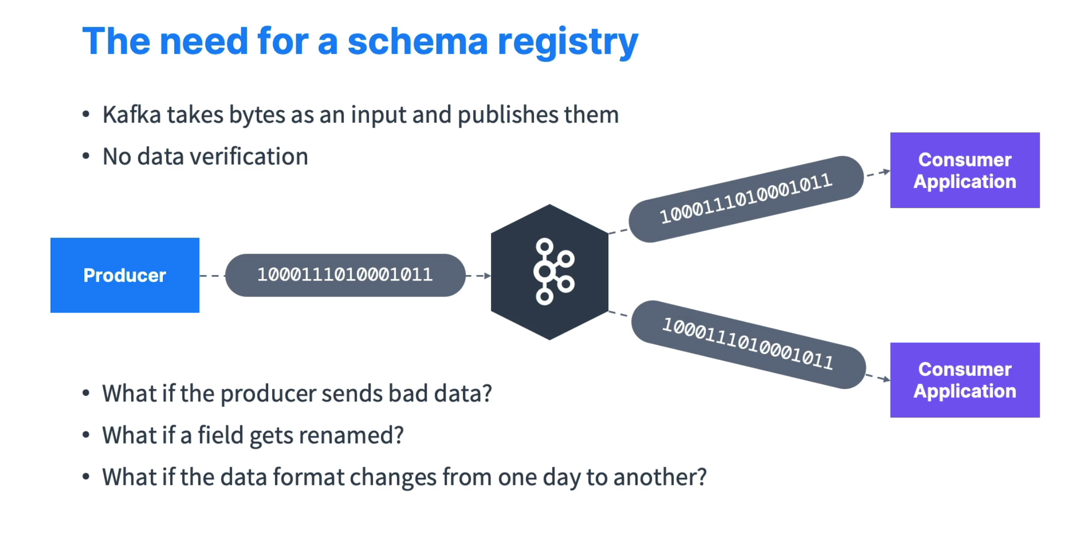 The need for a schema registry
• Kafka takes bytes as an input and publishes them
• No data verification
Consumer
Application
1000111010001011
Producer
1000111010001011
1000111010001011
Consumer
Application
• What if the producer sends bad data?
• What if a field gets renamed?
• What if the data format changes from one day to another?